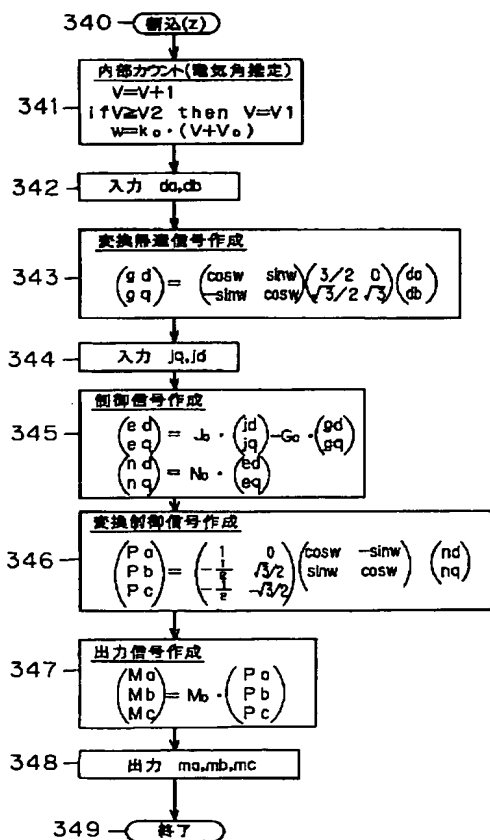 340 割込(z)
内部カウント(電気角推定)
V=V+1
341 if V≧V2 then V=V1
w=ko・(V+Vo)
342 入力 da,db
変換帰還信号作成
343 (gd gq) = (cosw sinw -sinw cosw)(3/2 0 √3/2 √3)(da db)
344 入力 jq,jd
制御信号作成
345 (ed eq) = Jo・(jd jq)-Go・(gd gq)
(nd nq) = No・(ed eq)
変換制御信号作成
346 (Pa Pb Pc) = (1 0 -1/2 √3/2 -1/2 -√3/2)(cosw -sinw sinw cosw)(nd nq)
出力信号作成
347 (Ma Mb Mc) = Mo・(Pa Pb Pc)
348 出力 ma,mb,mc
349 終了